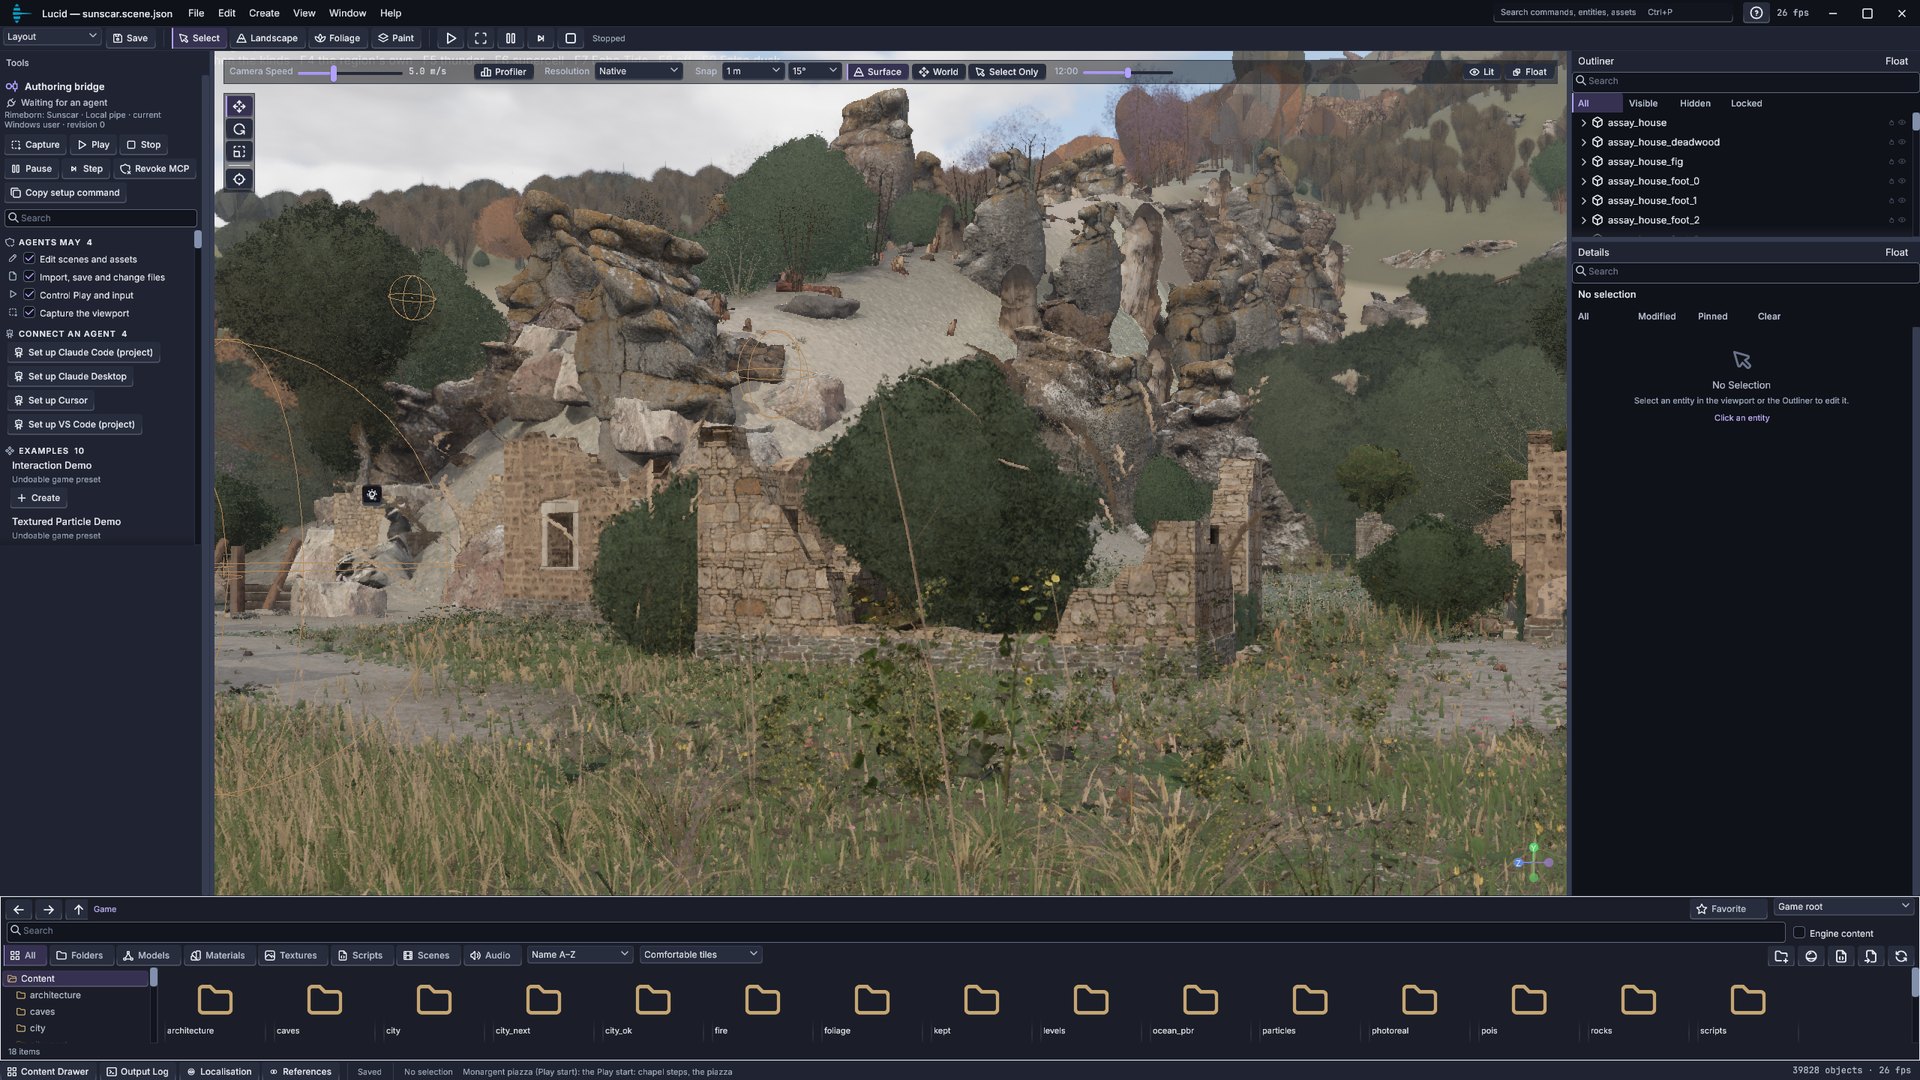 Lucid — sunscar.scene.json File Edit Create View Window Help
Search commands, entities, assets Ctrl+P 26 fps
Layout Save Select Landscape Foliage Paint Stopped
Tools
Authoring bridge
Waiting for an agent
Rimeborn: Sunscar · Local pipe · current
Windows user · revision 0
Capture Play Stop
Pause Step Revoke MCP
Copy setup command
Search
AGENTS MAY 4
Edit scenes and assets
Import, save and change files
Control Play and input
Capture the viewport
CONNECT AN AGENT 4
Set up Claude Code (project)
Set up Claude Desktop
Set up Cursor
Set up VS Code (project)
EXAMPLES 10
Interaction Demo
Undoable game preset
Create
Textured Particle Demo
Undoable game preset
Camera Speed 5.0 m/s Profiler Resolution Native Snap 1 m 15° Surface World Select Only 12:00 Lit Float
Z
Y
Outliner Float
Search
All Visible Hidden Locked
assay_house
assay_house_deadwood
assay_house_fig
assay_house_foot_0
assay_house_foot_1
assay_house_foot_2
Details Float
Search
No selection
All Modified Pinned Clear
No Selection
Select an entity in the viewport or the Outliner to edit it.
Click an entity
Game Favorite Game root
Search Engine content
All Folders Models Materials Textures Scripts Scenes Audio Name A–Z Comfortable tiles
Content
architecture
caves
city
architecture caves city city_next city_ok fire foliage kept levels ocean_pbr particles photoreal pois rocks scripts
18 items
Content Drawer Output Log Localisation References Saved No selection Monargent piazza (Play start): the Play start: chapel steps, the piazza 39828 objects · 26 fps